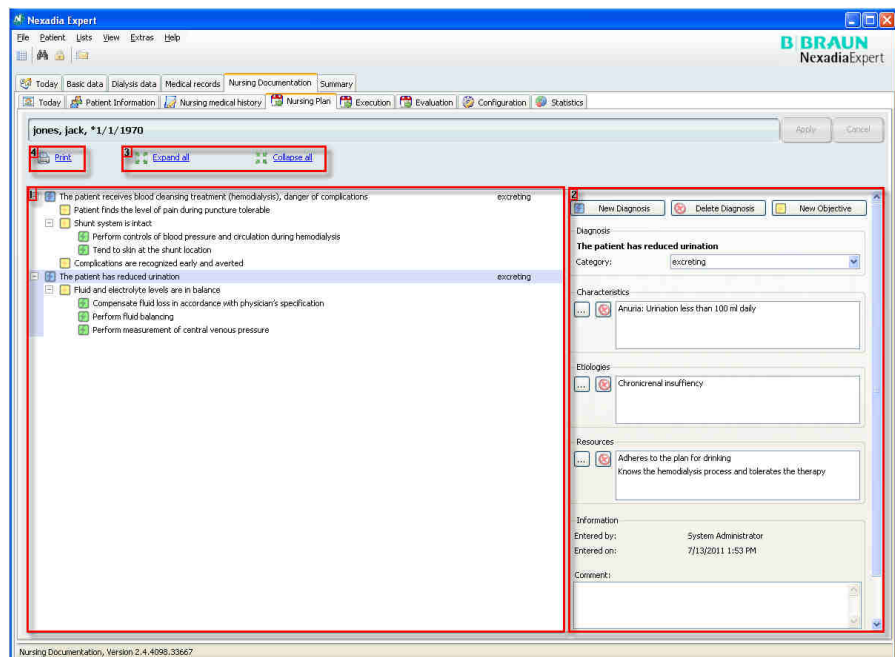 Nexadia Expert
File Patient Lists View Extras Help
B BRAUN
NexadiaExpert
Today Basic data Dialysis data Medical records Nursing Documentation Summary
Today Patient Information Nursing medical history Nursing Plan Execution Evaluation Configuration Statistics
jones, jack, *1/1/1970
Apply Cancel
4 Print 3 Expand all Collapse all
1 The patient receives blood cleansing treatment (hemodialysis), danger of complications excreting
Patient finds the level of pain during puncture tolerable
Shunt system is intact
Perform controls of blood pressure and circulation during hemodialysis
Tend to skin at the shunt location
Complications are recognized early and averted
The patient has reduced urination excreting
Fluid and electrolyte levels are in balance
Compensate fluid loss in accordance with physician's specification
Perform fluid balancing
Perform measurement of central venous pressure
2
New Diagnosis Delete Diagnosis New Objective
Diagnosis
The patient has reduced urination
Category: excreting
Characteristics
... Anuria: Urination less than 100 ml daily
Etiologies
... Chronicrenal insuffiency
Resources
... Adheres to the plan for drinking
Knows the hemodialysis process and tolerates the therapy
Information
Entered by: System Administrator
Entered on: 7/13/2011 1:53 PM
Comment:
Nursing Documentation, Version 2.4.4098.33667